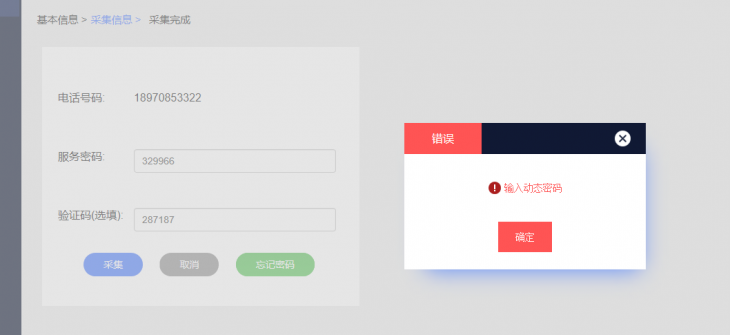 基本信息 > 采集信息 > 采集完成
电话号码: 18970853322
错误
服务密码: 329966
输入动态密码
验证码(选填): 287187
确定
采集 取消 忘记密码